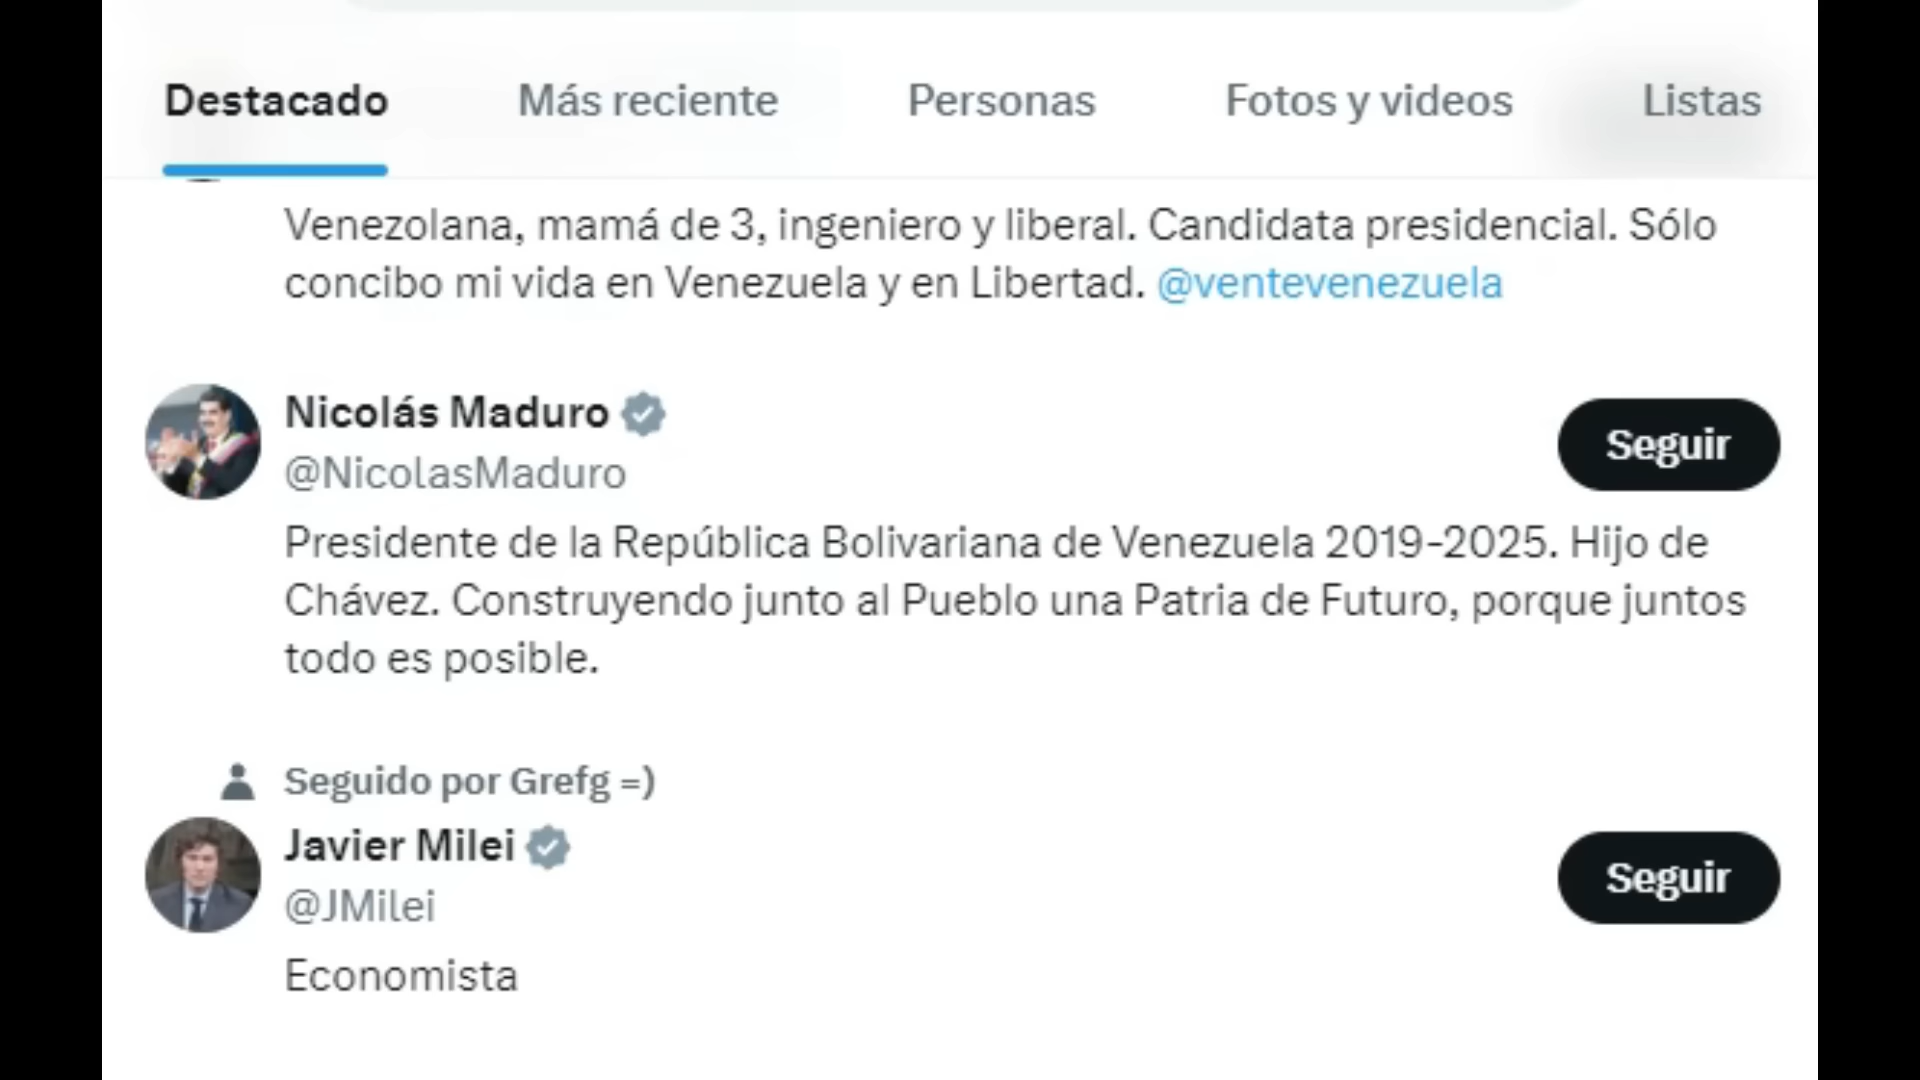 Destacado Más reciente Personas Fotos y videos Listas
Venezolana, mamá de 3, ingeniero y liberal. Candidata presidencial. Sólo
concibo mi vida en Venezuela y en Libertad. @ventevenezuela
Nicolás Maduro
@NicolasMaduro
Seguir
Presidente de la República Bolivariana de Venezuela 2019-2025. Hijo de
Chávez. Construyendo junto al Pueblo una Patria de Futuro, porque juntos
todo es posible.
Seguido por Grefg =)
Javier Milei
@JMilei
Seguir
Economista